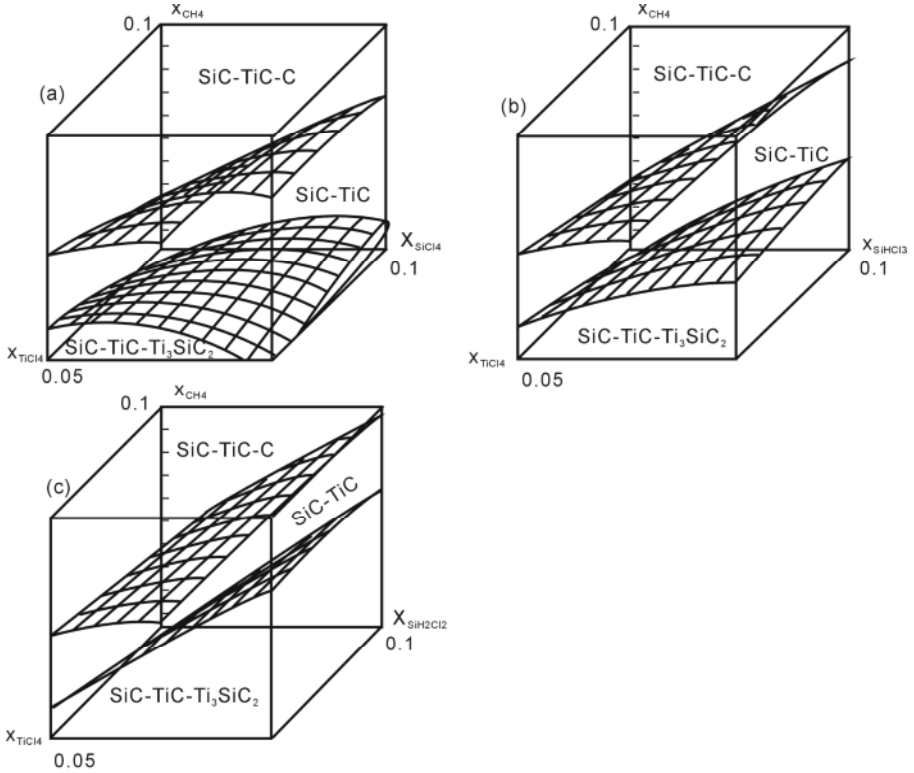 x_CH4
0.1
SiC-TiC-C
(a)
SiC-TiC
X_SiCl4
0.1
SiC-TiC-Ti₃SiC₂
x_TiCl4
0.05
x_CH4
0.1
SiC-TiC-C
(b)
SiC-TiC
x_SiHCl3
0.1
SiC-TiC-Ti₃SiC₂
x_TiCl4
0.05
x_CH4
0.1
SiC-TiC-C
(c)
SiC-TiC
X_SiH2Cl2
0.1
SiC-TiC-Ti₃SiC₂
x_TiCl4
0.05